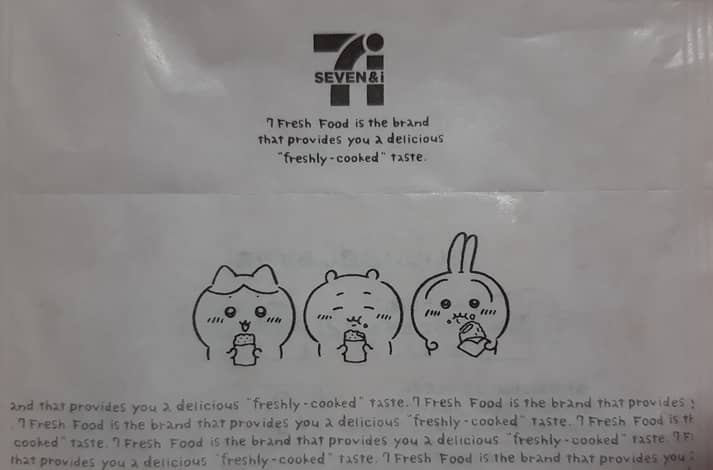 7i
SEVEN&i
7 Fresh Food is the brand
that provides you a delicious
"freshly-cooked" taste.
and that provides you a delicious "freshly-cooked" taste. 7 Fresh Food is the brand that provides y
. 7 Fresh Food is the brand that provides you a delicious "freshly-cooked" taste. 7 Fresh Food is th
cooked" taste. 7 Fresh Food is the brand that provides you a delicious "freshly-cooked" taste. 7 Fr
that provides you a delicious "freshly-cooked" taste. 7 Fresh Food is the brand that provides you a